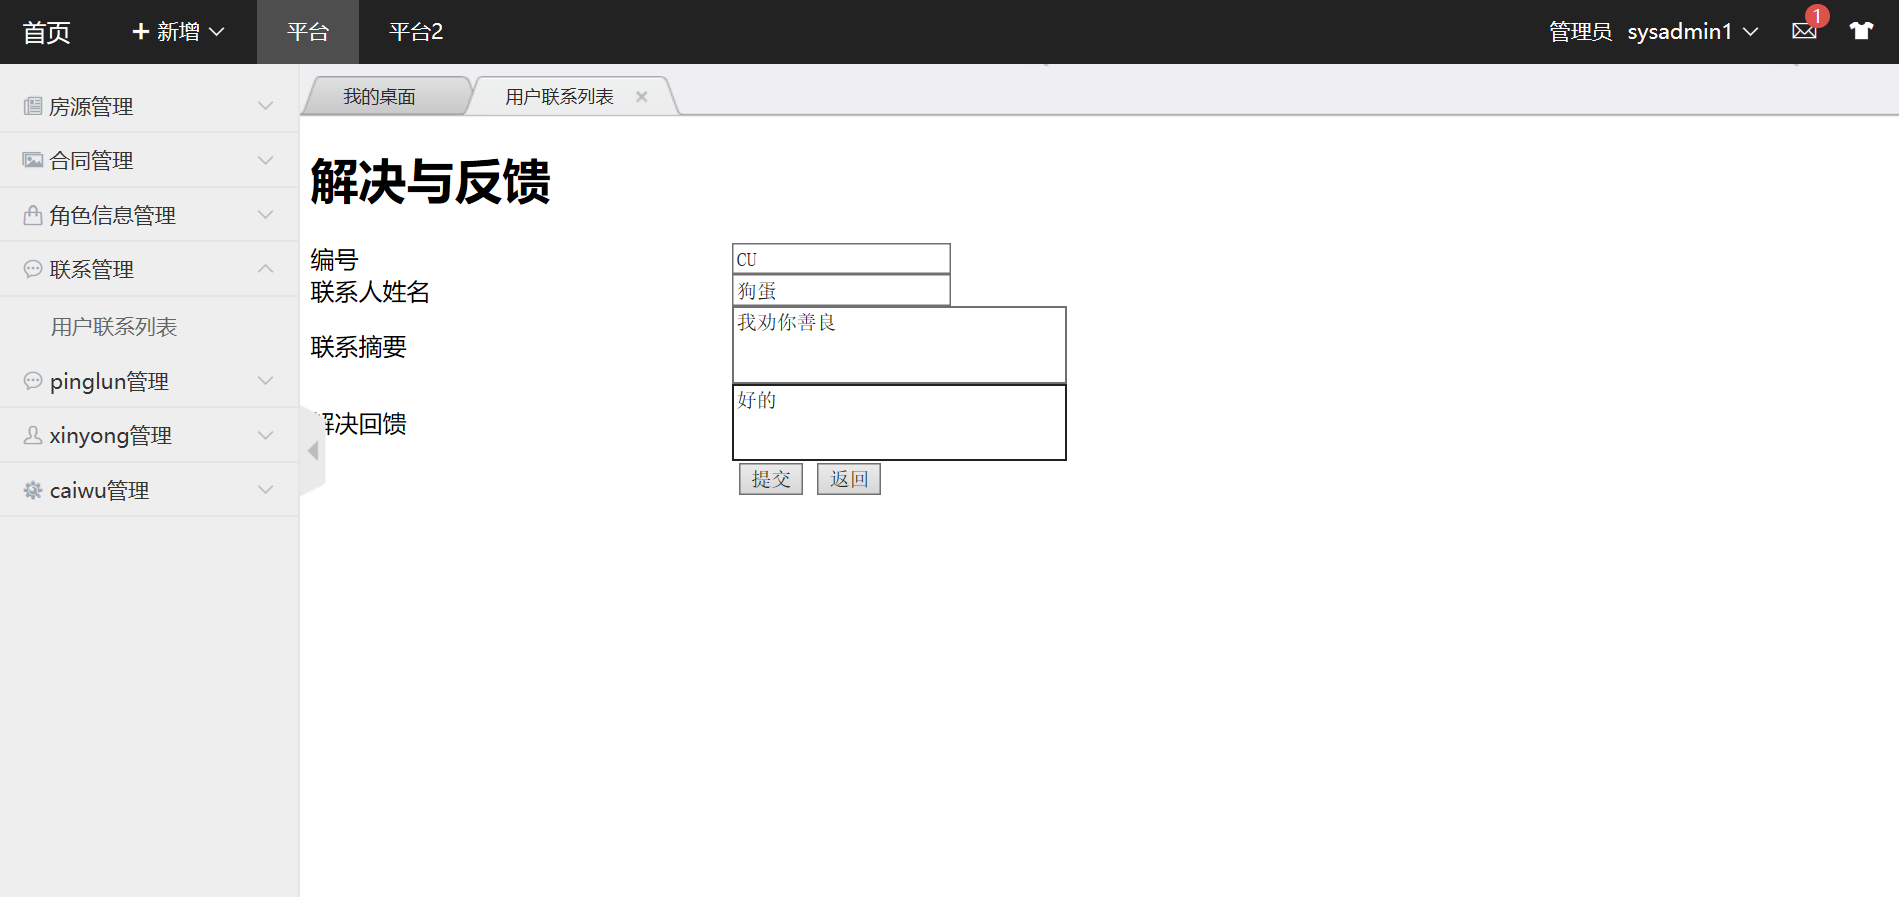 首页 新增 平台 平台2 管理员 sysadmin1 1
房源管理
合同管理
角色信息管理
联系管理
用户联系列表
pinglun管理
xinyong管理
caiwu管理
我的桌面 用户联系列表
解决与反馈
编号 CU
联系人姓名 狗蛋
联系摘要 我劝你善良
解决回馈 好的
提交 返回